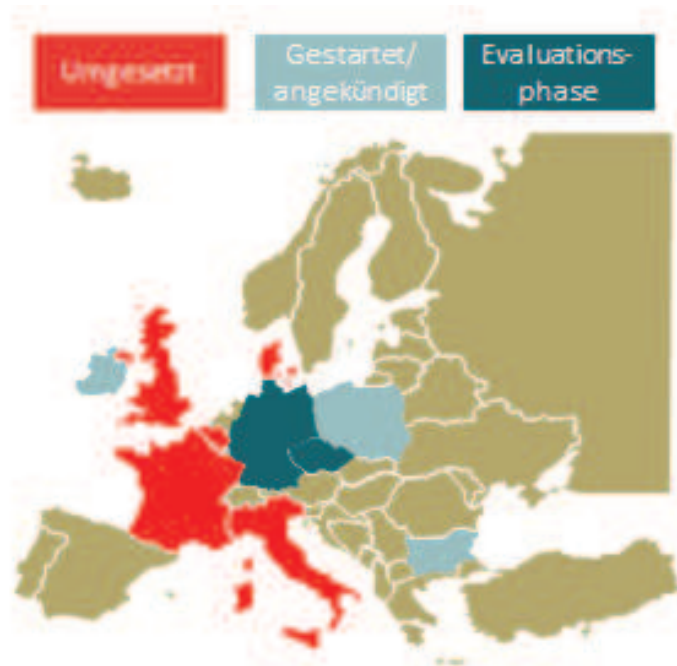 Umgesetzt
Gestartet/
angekündigt
Evaluations-
phase